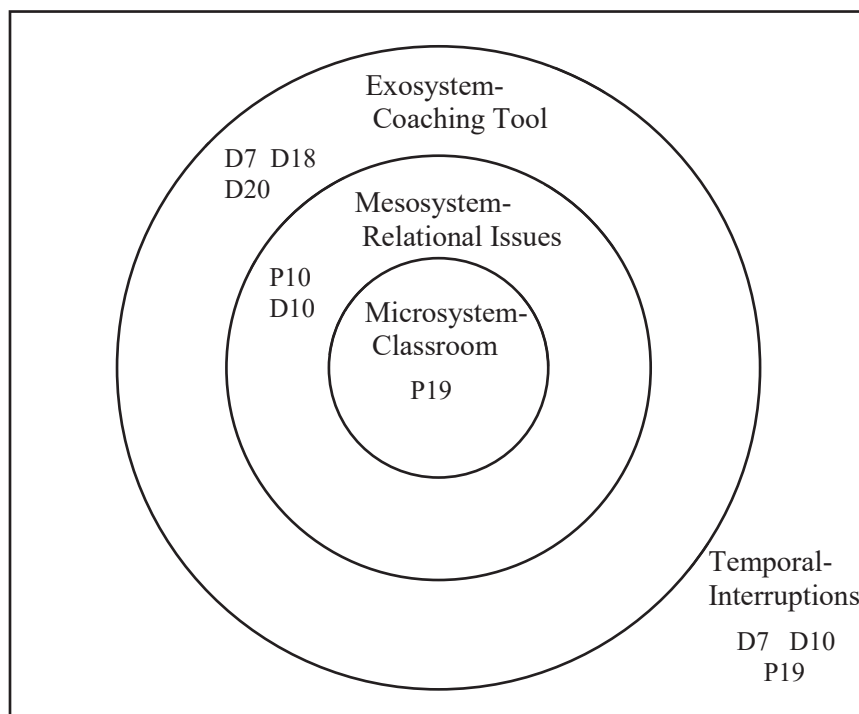 Exosystem-
Coaching Tool
D7 D18
D20
Mesosystem-
Relational Issues
P10
D10
Microsystem-
Classroom
P19
Temporal-
Interruptions
D7 D10
P19